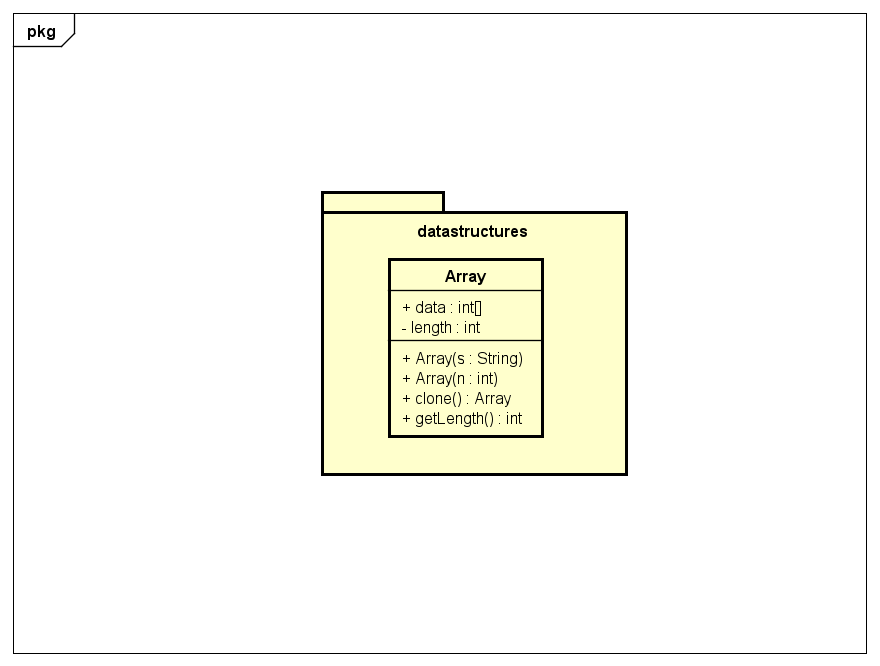 pkg
datastructures
Array
+ data : int[]
- length : int
+ Array(s : String)
+ Array(n : int)
+ clone() : Array
+ getLength() : int